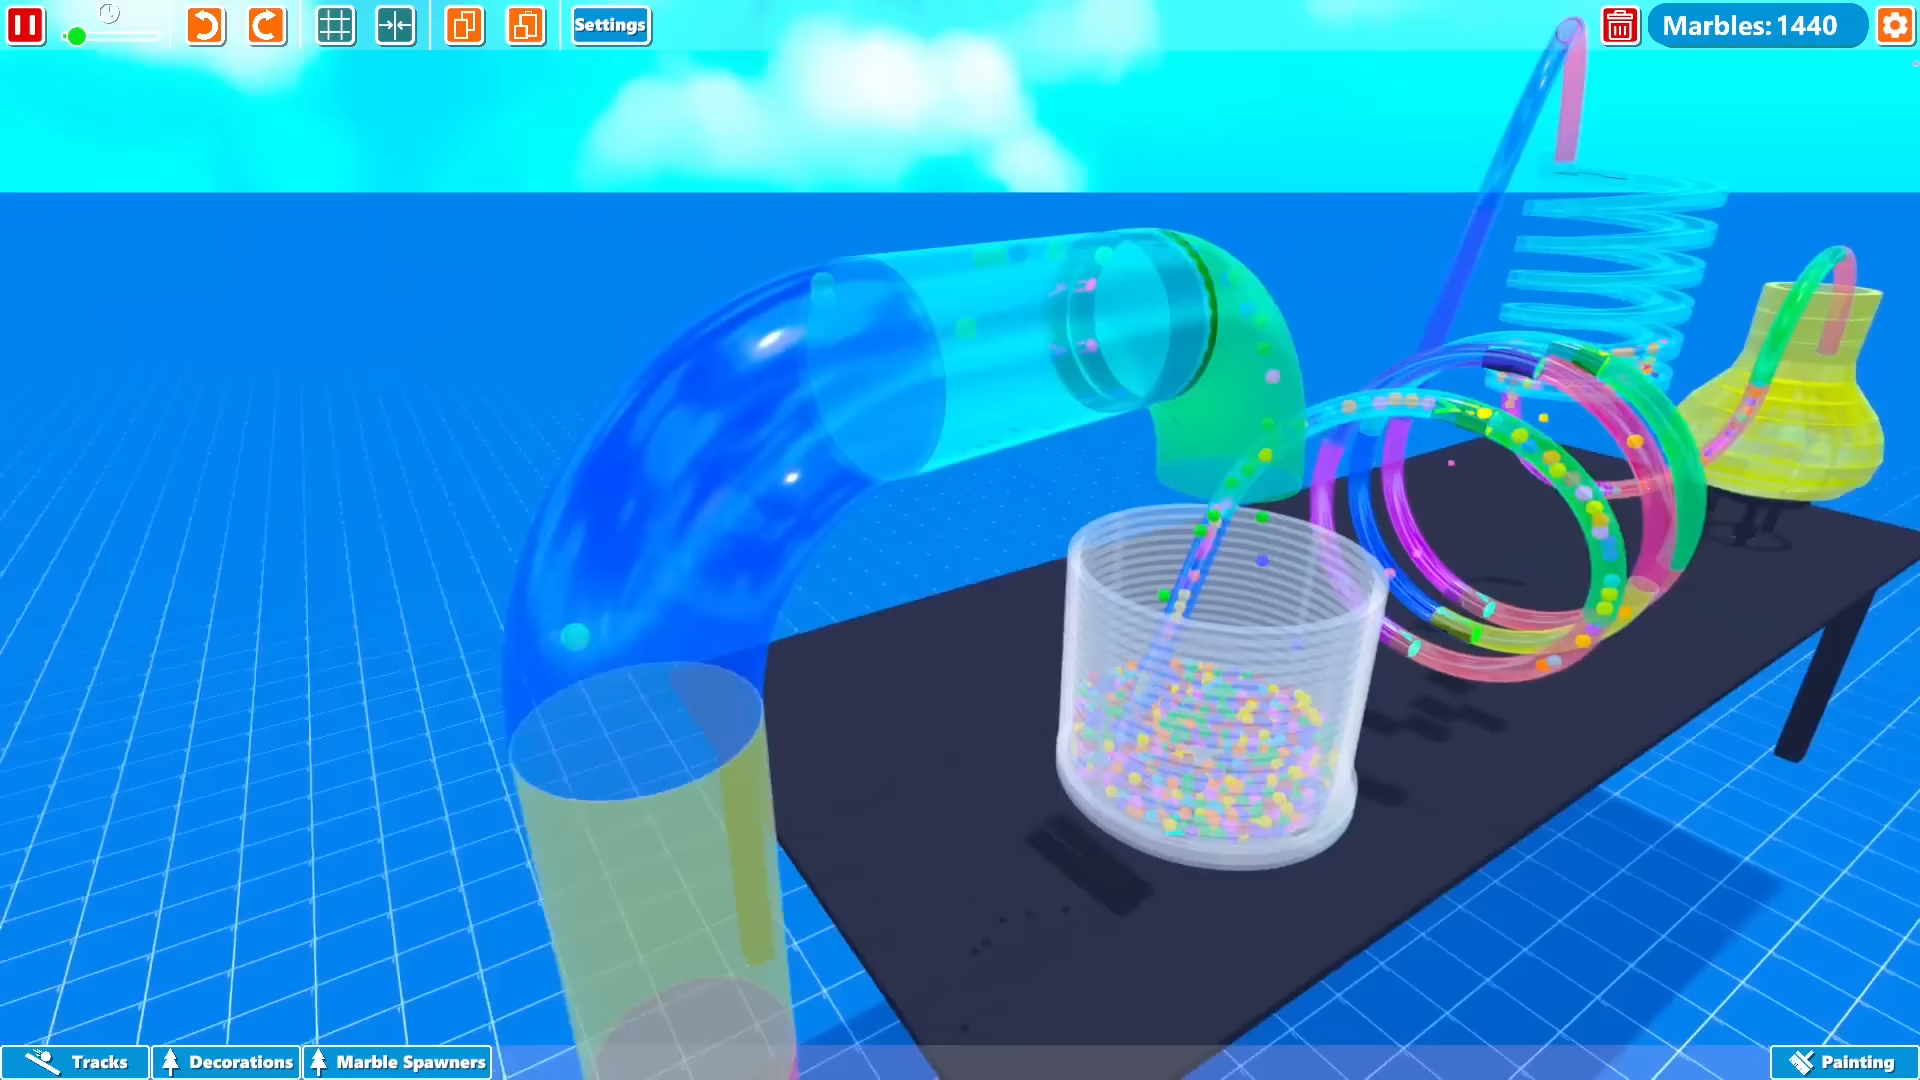 Settings
Marbles: 1440
Tracks
Decorations
Marble Spawners
Painting